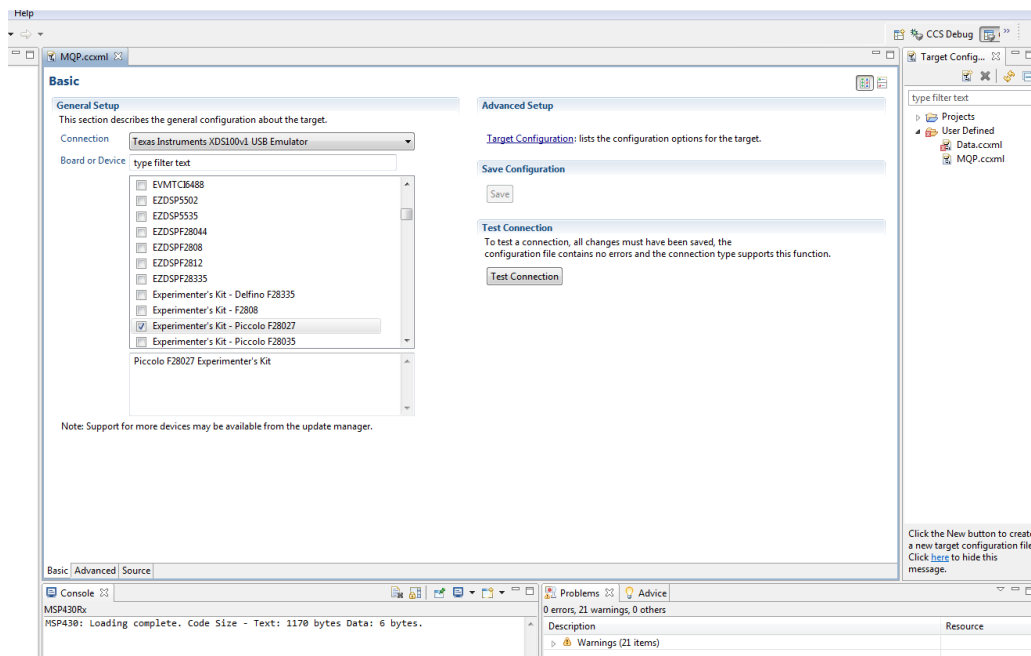 Help
CCS Debug
MQP.ccxml
Target Config...
Basic
General Setup
This section describes the general configuration about the target.
Connection
Texas Instruments XDS100v1 USB Emulator
Board or Device
type filter text
EVMTCI6488
EZDSP5502
EZDSP5535
EZDSPF28044
EZDSPF2808
EZDSPF2812
EZDSPF28335
Experimenter's Kit - Delfino F28335
Experimenter's Kit - F2808
Experimenter's Kit - Piccolo F28027
Experimenter's Kit - Piccolo F28035
Piccolo F28027 Experimenter's Kit
Note: Support for more devices may be available from the update manager.
Advanced Setup
Target Configuration: lists the configuration options for the target.
Save Configuration
Save
Test Connection
To test a connection, all changes must have been saved, the
configuration file contains no errors and the connection type supports this function.
Test Connection
type filter text
Projects
User Defined
Data.ccxml
MQP.ccxml
Click the New button to create
a new target configuration file
Click here to hide this
message.
Basic Advanced Source
Console
MSP430Rx
MSP430: Loading complete. Code Size - Text: 1170 bytes Data: 6 bytes.
Problems Advice
0 errors, 21 warnings, 0 others
Description Resource
Warnings (21 items)